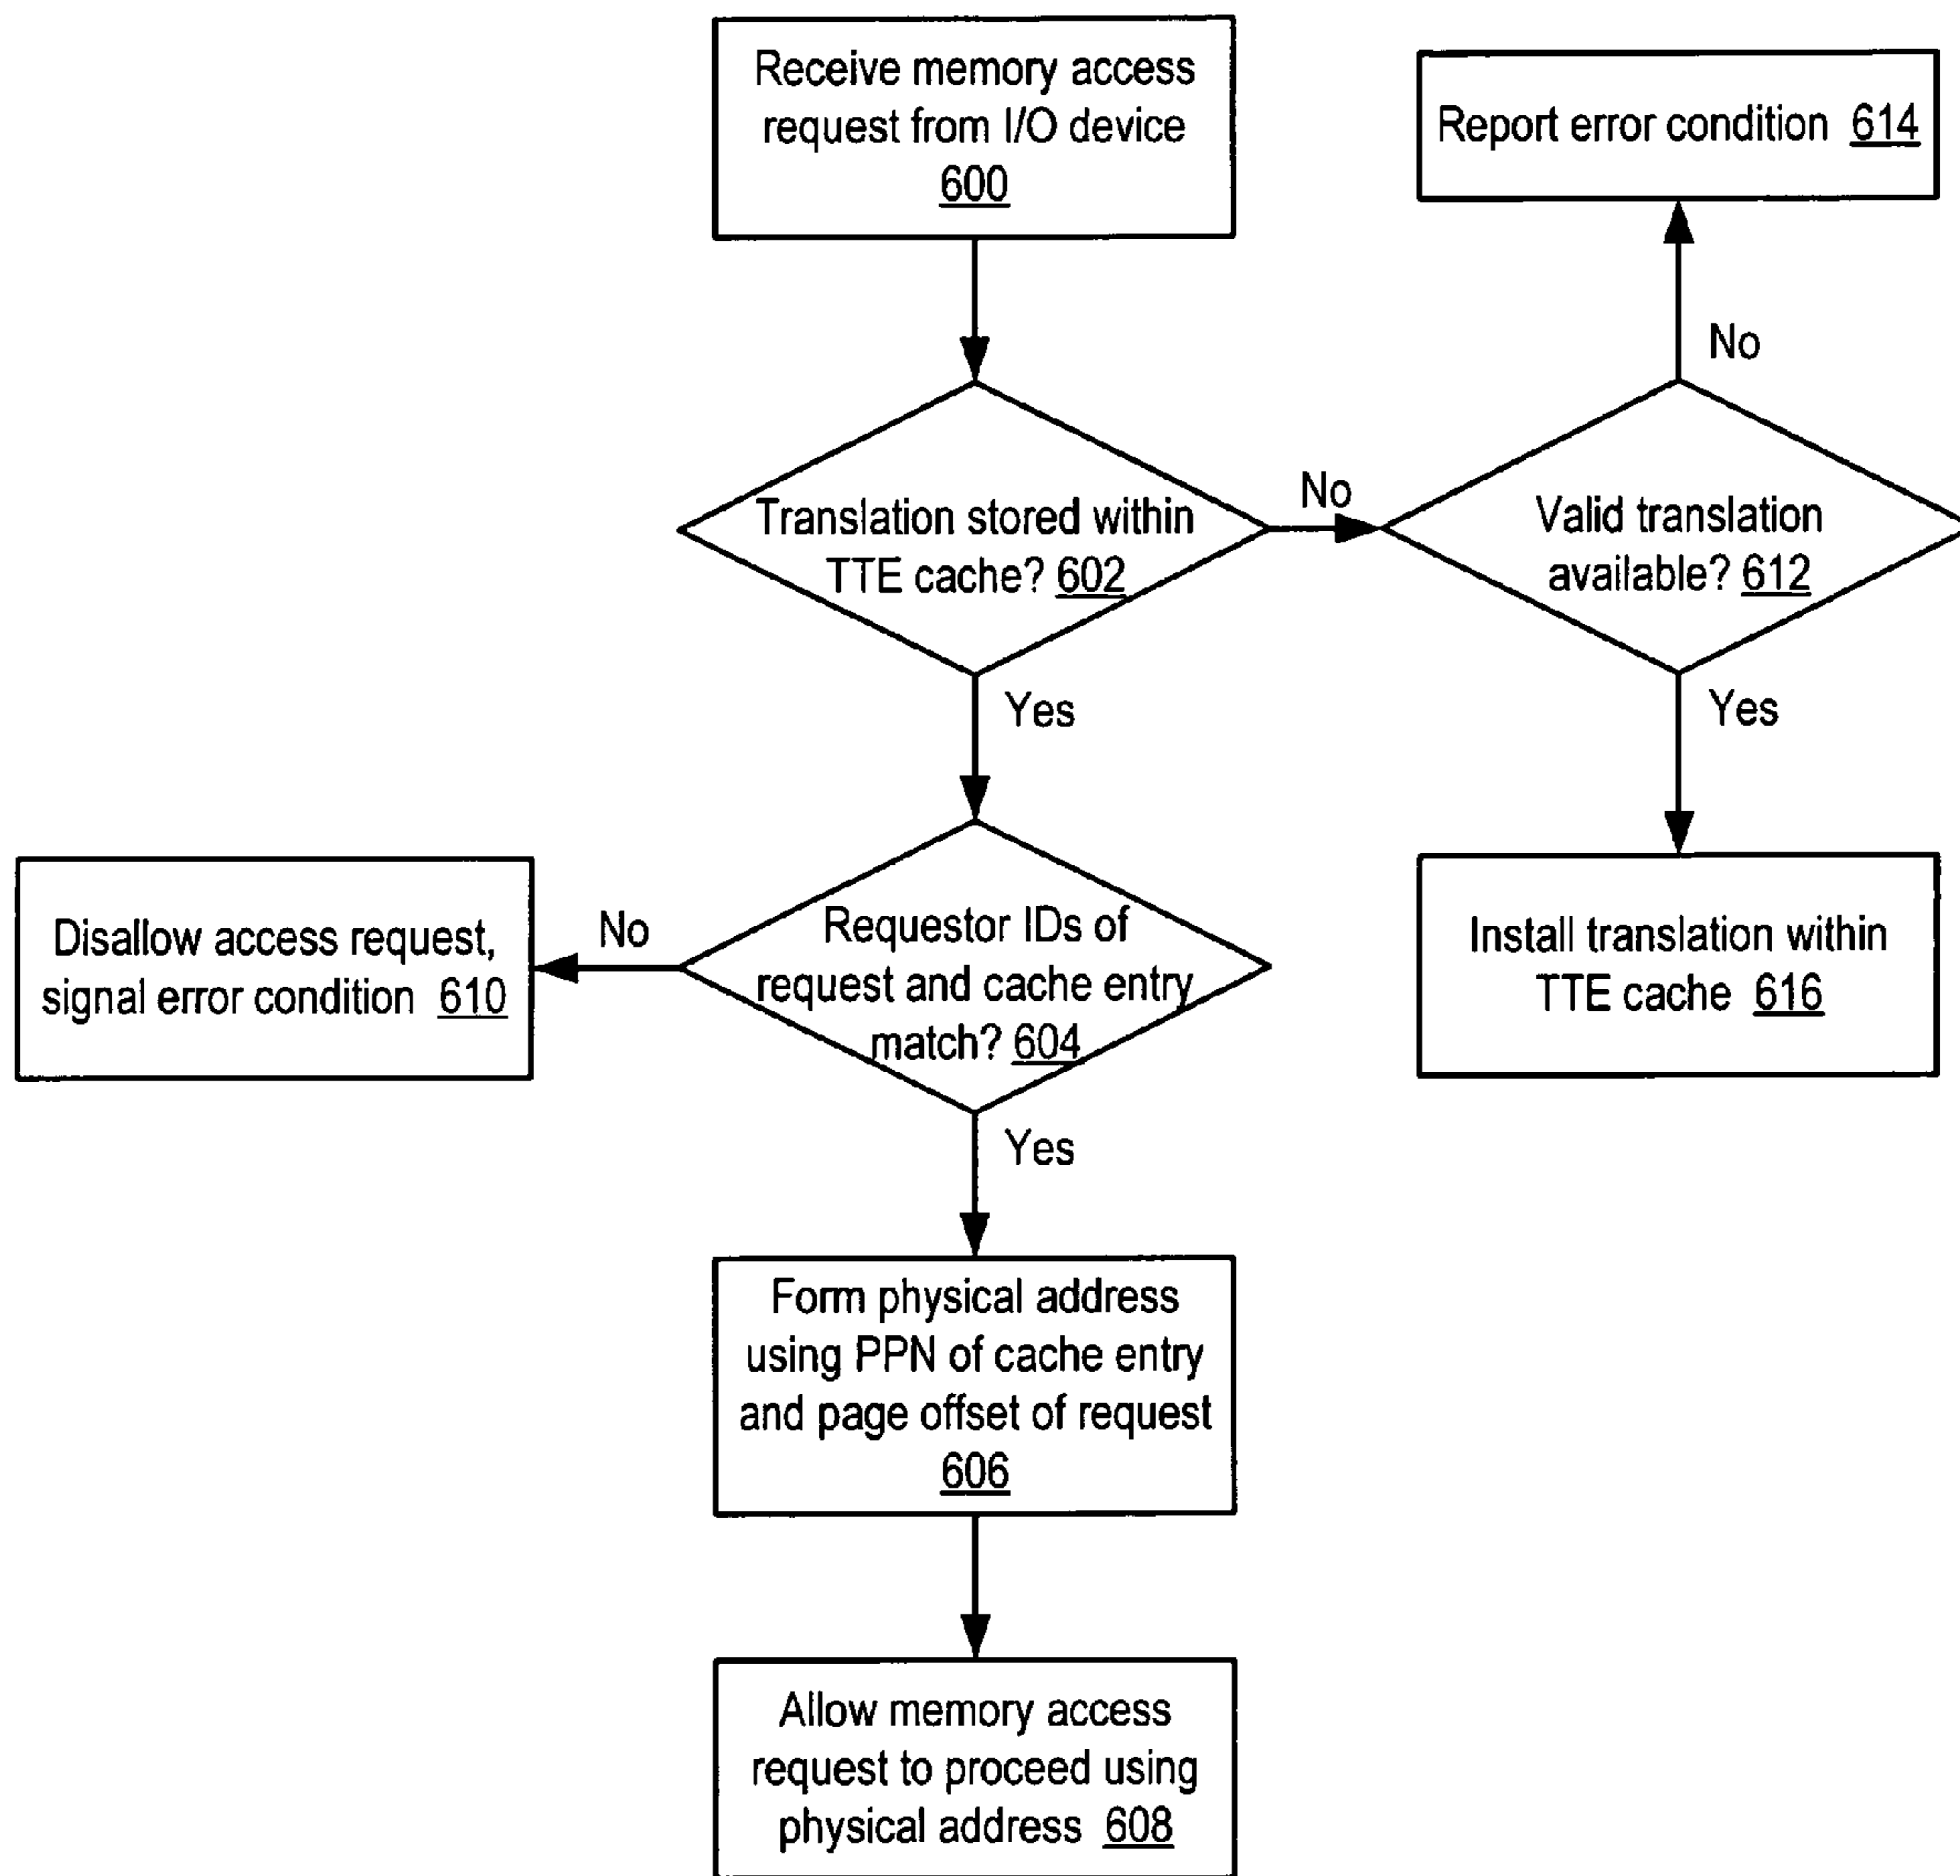 Receive memory access
request from I/O device
600
Report error condition 614
No
Translation stored within
TTE cache? 602
No
Valid translation
available? 612
Yes
Yes
Disallow access request,
signal error condition 610
No
Requestor IDs of
request and cache entry
match? 604
Install translation within
TTE cache 616
Yes
Form physical address
using PPN of cache entry
and page offset of request
606
Allow memory access
request to proceed using
physical address 608